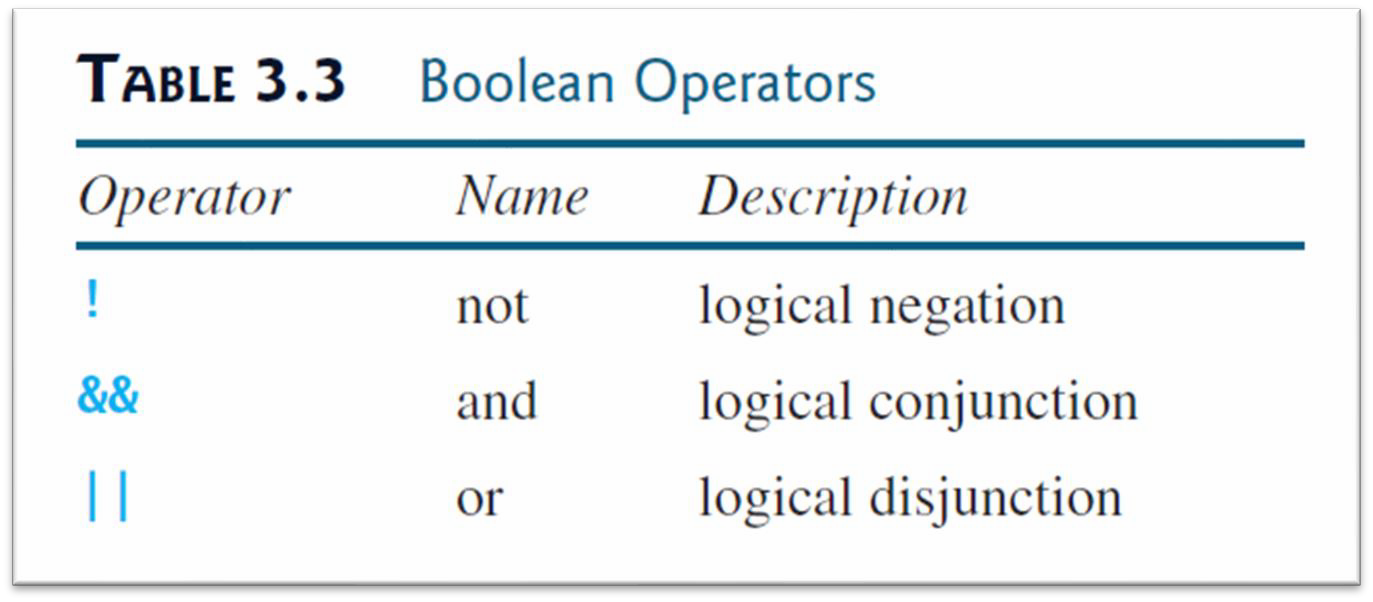 TABLE 3.3 Boolean Operators
Operator Name Description
! not logical negation
&& and logical conjunction
|| or logical disjunction